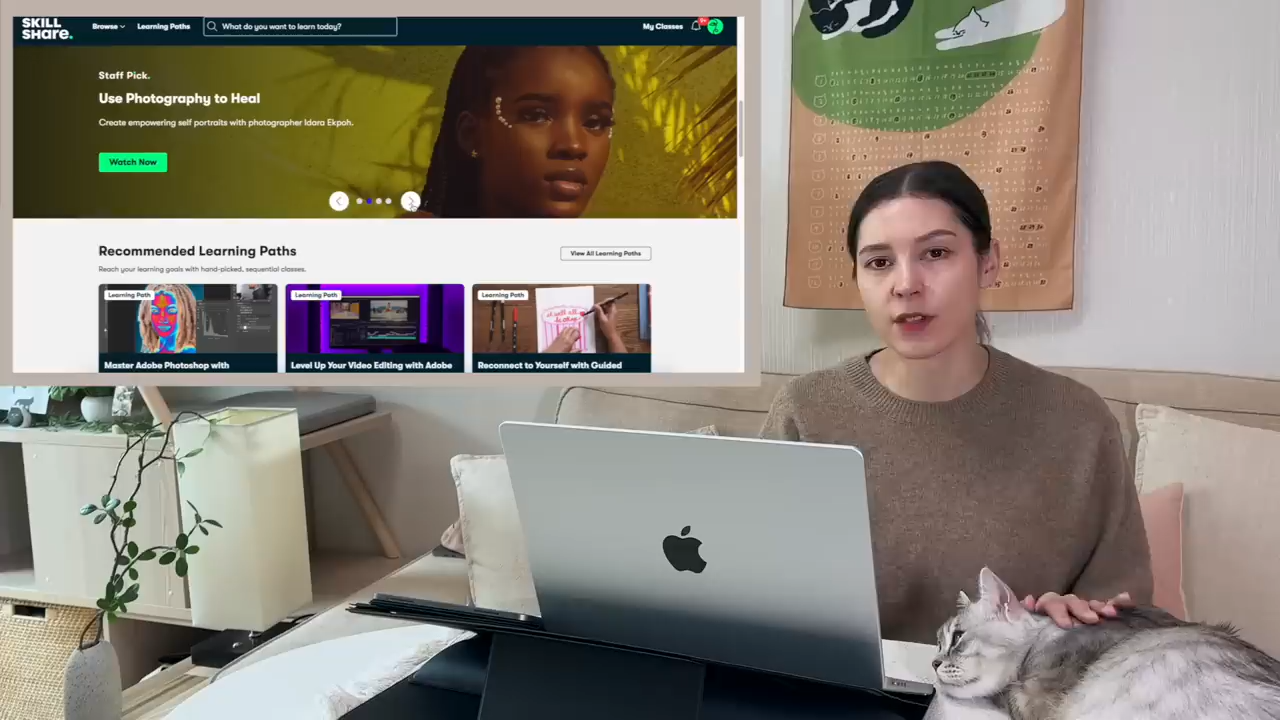 SKILL
SHARE.
Browse
Learning Paths
What do you want to learn today?
My Classes
Staff Pick.
Use Photography to Heal
Create empowering self portraits with photographer Idara Ekpoh.
Watch Now
Recommended Learning Paths
View All Learning Paths
Reach your learning goals with hand-picked, sequential classes.
Learning Path
Learning Path
Learning Path
Master Adobe Photoshop with
Level Up Your Video Editing with Adobe
Reconnect to Yourself with Guided